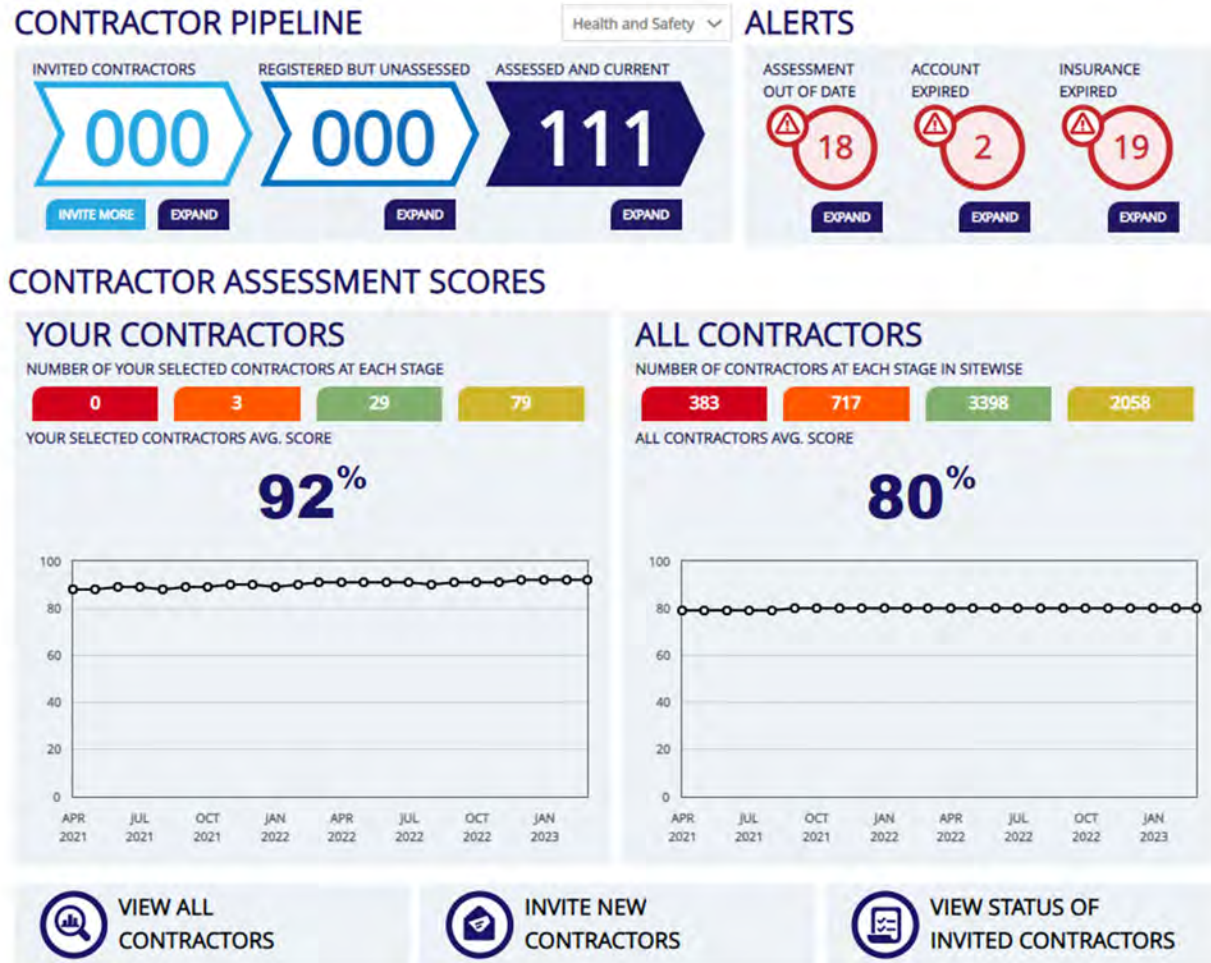 CONTRACTOR PIPELINE
Health and Safety
ALERTS
INVITED CONTRACTORS
REGISTERED BUT UNASSESSED
ASSESSED AND CURRENT
000
000
111
INVITE MORE
EXPAND
EXPAND
EXPAND
ASSESSMENT
OUT OF DATE
ACCOUNT
EXPIRED
INSURANCE
EXPIRED
18
2
19
EXPAND
EXPAND
EXPAND
CONTRACTOR ASSESSMENT SCORES
YOUR CONTRACTORS
NUMBER OF YOUR SELECTED CONTRACTORS AT EACH STAGE
0
3
29
79
YOUR SELECTED CONTRACTORS AVG. SCORE
92%
100
80
60
40
20
0
APR
2021
JUL
2021
OCT
2021
JAN
2022
APR
2022
JUL
2022
OCT
2022
JAN
2023
ALL CONTRACTORS
NUMBER OF CONTRACTORS AT EACH STAGE IN SITEWISE
383
717
3398
2058
ALL CONTRACTORS AVG. SCORE
80%
100
80
60
40
20
0
APR
2021
JUL
2021
OCT
2021
JAN
2022
APR
2022
JUL
2022
OCT
2022
JAN
2023
VIEW ALL
CONTRACTORS
INVITE NEW
CONTRACTORS
VIEW STATUS OF
INVITED CONTRACTORS